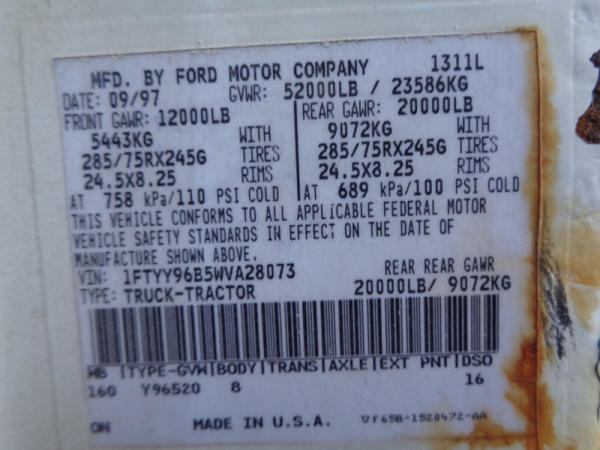 MFD. BY FORD MOTOR COMPANY 1311L
DATE: 09/97 GVWR: 52000LB / 23586KG
FRONT GAWR: 12000LB REAR GAWR: 20000LB
5443KG WITH 9072KG WITH
285/75RX245G TIRES 285/75RX245G TIRES
24.5X8.25 RIMS 24.5X8.25 RIMS
AT 758 kPa/110 PSI COLD AT 689 kPa/100 PSI COLD
THIS VEHICLE CONFORMS TO ALL APPLICABLE FEDERAL MOTOR
VEHICLE SAFETY STANDARDS IN EFFECT ON THE DATE OF
MANUFACTURE SHOWN ABOVE.
VIN: 1FTYY96B5WVA28073 REAR REAR GAWR
TYPE: TRUCK-TRACTOR 20000LB/ 9072KG
WB |TYPE-GVW|BODY|TRANS|AXLE|EXT PNT|DSO
160 Y96520 8 16
ON MADE IN U.S.A. F65B-1520472-AA